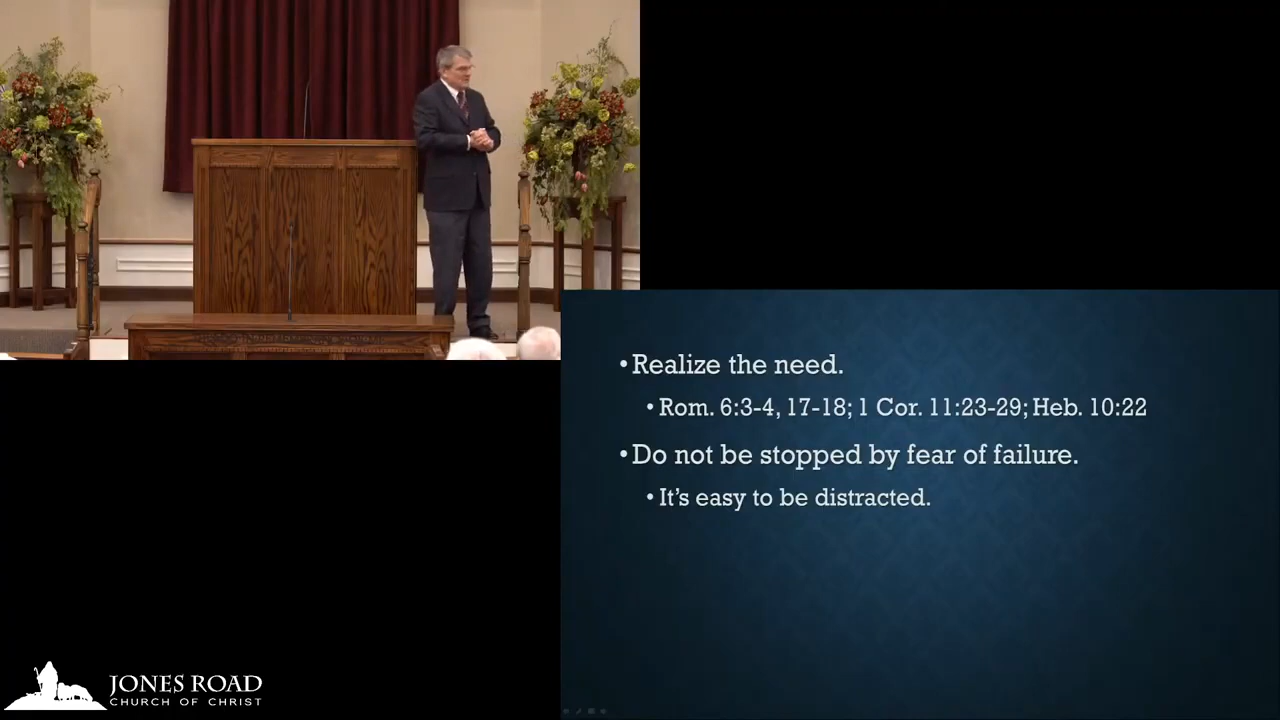 •Realize the need.
•Rom. 6:3-4, 17-18; 1 Cor. 11:23-29; Heb. 10:22
•Do not be stopped by fear of failure.
•It's easy to be distracted.
JONES ROAD
CHURCH OF CHRIST